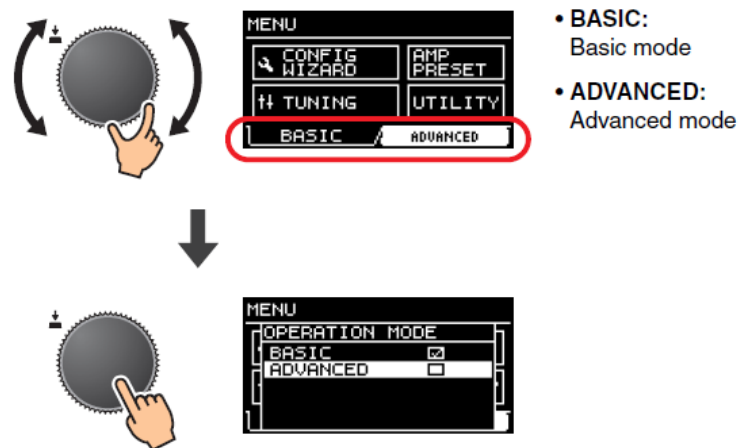 MENU
CONFIG WIZARD
AMP PRESET
TUNING
UTILITY
BASIC
ADVANCED
• BASIC:
Basic mode
• ADVANCED:
Advanced mode
MENU
OPERATION MODE
BASIC
ADVANCED